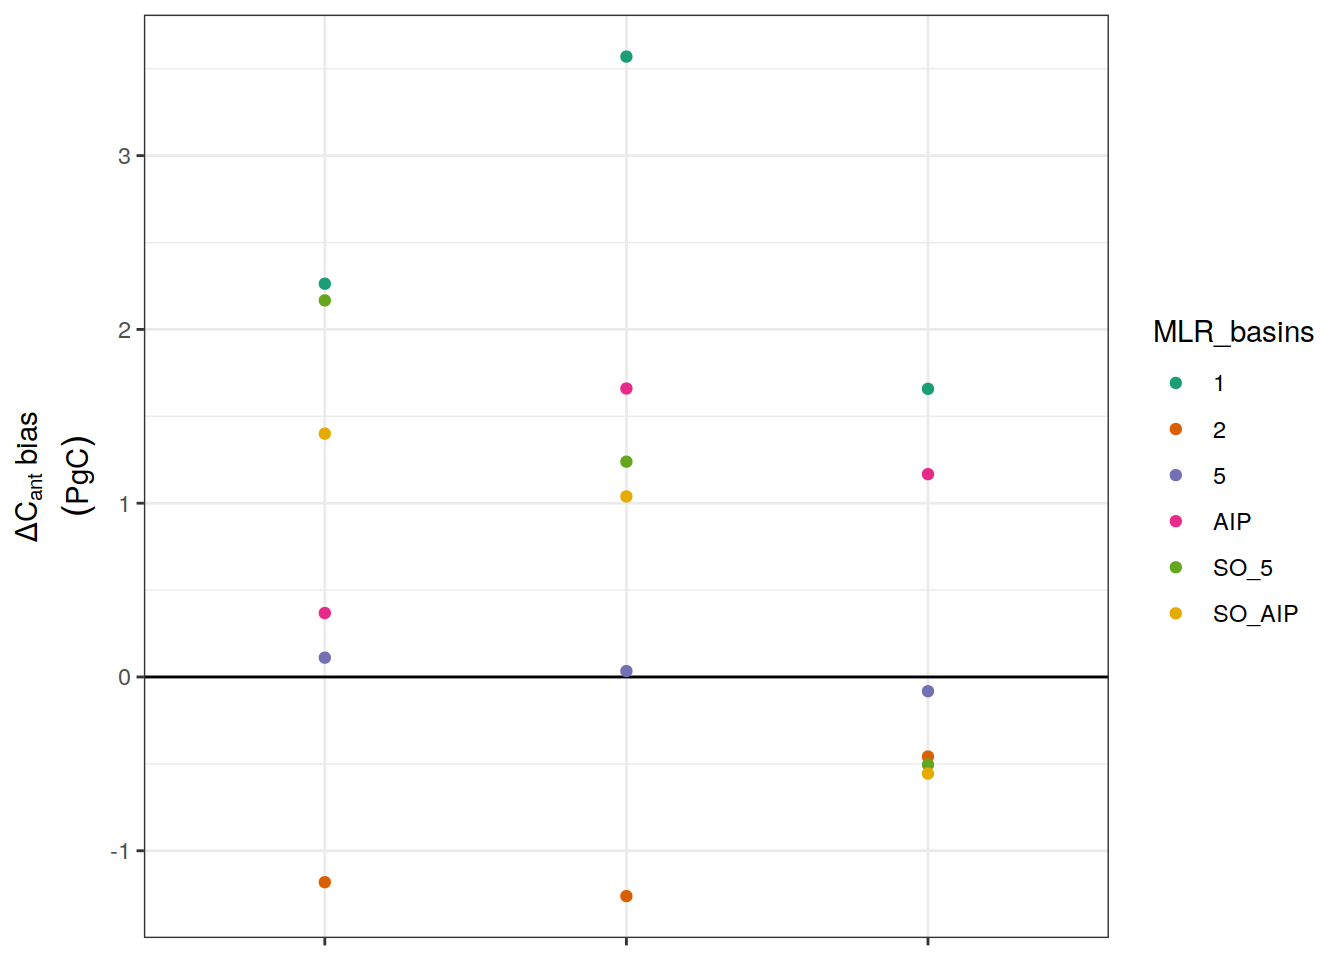 ΔCant bias
(PgC)
3
2
1
0
-1
MLR_basins
1
2
5
AIP
SO_5
SO_AIP